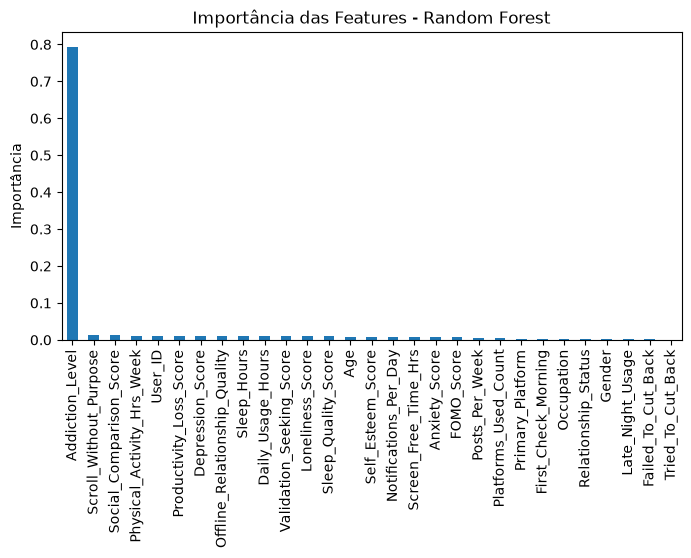 Importância das Features - Random Forest
Importância
0.8
0.7
0.6
0.5
0.4
0.3
0.2
0.1
0.0
Addiction_Level
Scroll_Without_Purpose
Social_Comparison_Score
Physical_Activity_Hrs_Week
User_ID
Productivity_Loss_Score
Depression_Score
Offline_Relationship_Quality
Sleep_Hours
Daily_Usage_Hours
Validation_Seeking_Score
Loneliness_Score
Sleep_Quality_Score
Age
Self_Esteem_Score
Notifications_Per_Day
Screen_Free_Time_Hrs
Anxiety_Score
FOMO_Score
Posts_Per_Week
Platforms_Used_Count
Primary_Platform
First_Check_Morning
Occupation
Relationship_Status
Gender
Late_Night_Usage
Failed_To_Cut_Back
Tried_To_Cut_Back